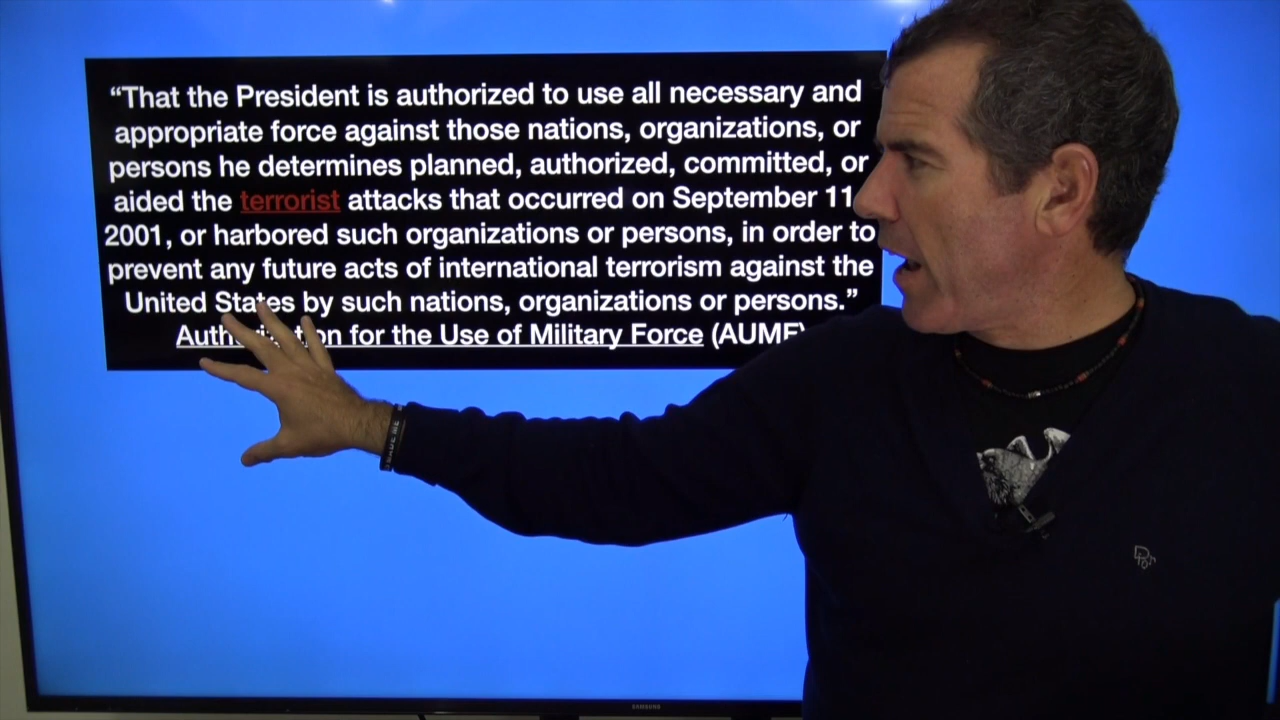 “That the President is authorized to use all necessary and
appropriate force against those nations, organizations, or
persons he determines planned, authorized, committed, or
aided the terrorist attacks that occurred on September 11
2001, or harbored such organizations or persons, in order to
prevent any future acts of international terrorism against the
United States by such nations, organizations or persons.”
Authorization for the Use of Military Force (AUMF)
SAMSUNG